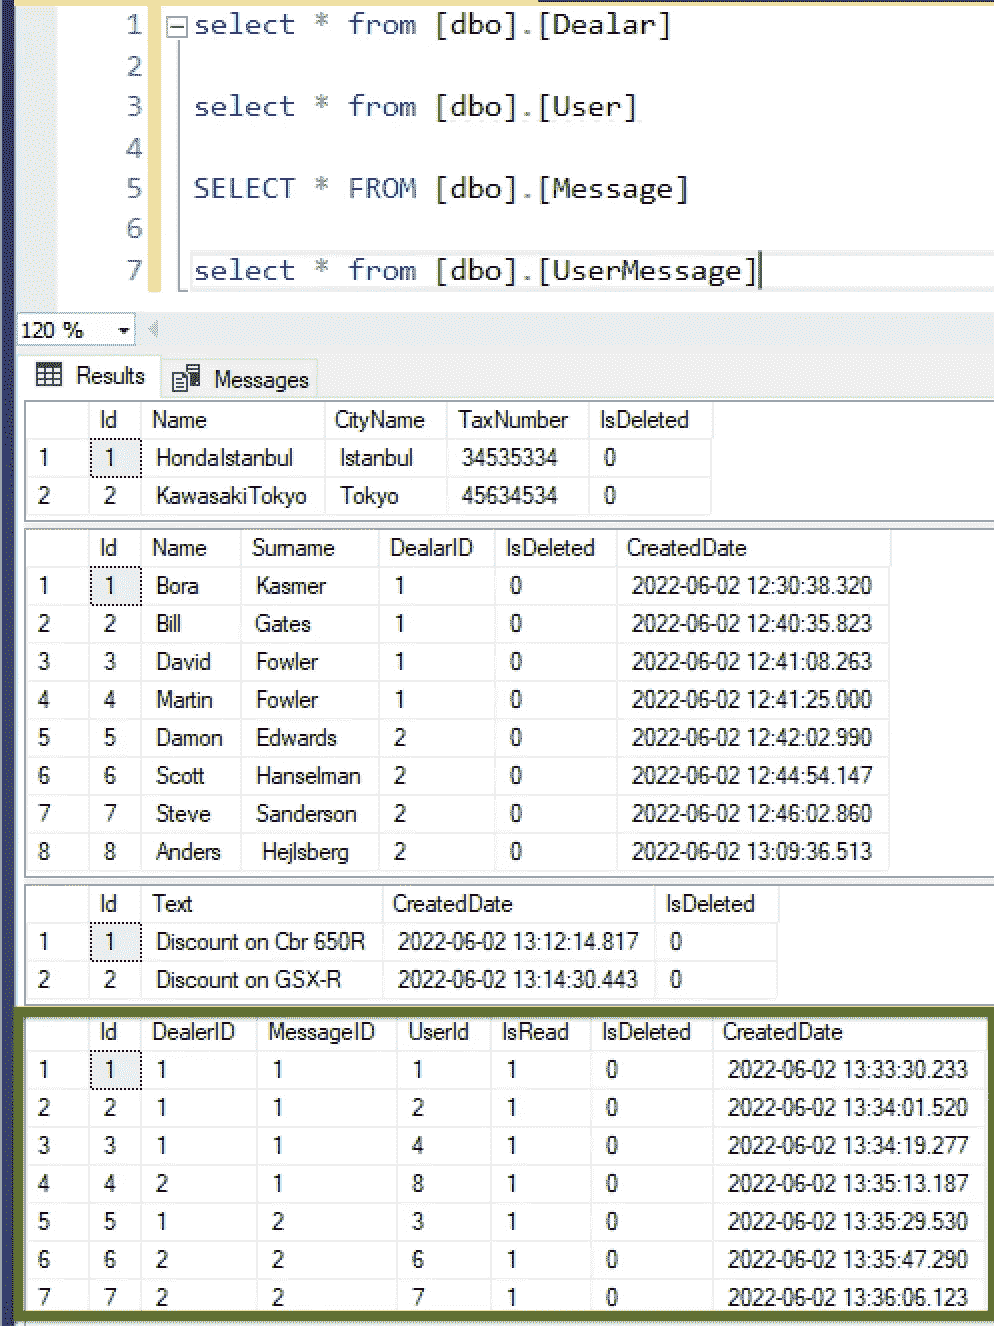 1 select * from [dbo].[Dealar]
2
3 select * from [dbo].[User]
4
5 SELECT * FROM [dbo].[Message]
6
7 select * from [dbo].[UserMessage]
120 %
Results Messages
Id Name CityName TaxNumber IsDeleted
1 1 HondaIstanbul Istanbul 34535334 0
2 2 KawasakiTokyo Tokyo 45634534 0
Id Name Surname DealarID IsDeleted CreatedDate
1 1 Bora Kasmer 1 0 2022-06-02 12:30:38.320
2 2 Bill Gates 1 0 2022-06-02 12:40:35.823
3 3 David Fowler 1 0 2022-06-02 12:41:08.263
4 4 Martin Fowler 1 0 2022-06-02 12:41:25.000
5 5 Damon Edwards 2 0 2022-06-02 12:42:02.990
6 6 Scott Hanselman 2 0 2022-06-02 12:44:54.147
7 7 Steve Sanderson 2 0 2022-06-02 12:46:02.860
8 8 Anders Hejlsberg 2 0 2022-06-02 13:09:36.513
Id Text CreatedDate IsDeleted
1 1 Discount on Cbr 650R 2022-06-02 13:12:14.817 0
2 2 Discount on GSX-R 2022-06-02 13:14:30.443 0
Id DealerID MessageID UserId IsRead IsDeleted CreatedDate
1 1 1 1 1 1 0 2022-06-02 13:33:30.233
2 2 1 1 2 1 0 2022-06-02 13:34:01.520
3 3 1 1 4 1 0 2022-06-02 13:34:19.277
4 4 2 1 8 1 0 2022-06-02 13:35:13.187
5 5 1 2 3 1 0 2022-06-02 13:35:29.530
6 6 2 2 6 1 0 2022-06-02 13:35:47.290
7 7 2 2 7 1 0 2022-06-02 13:36:06.123